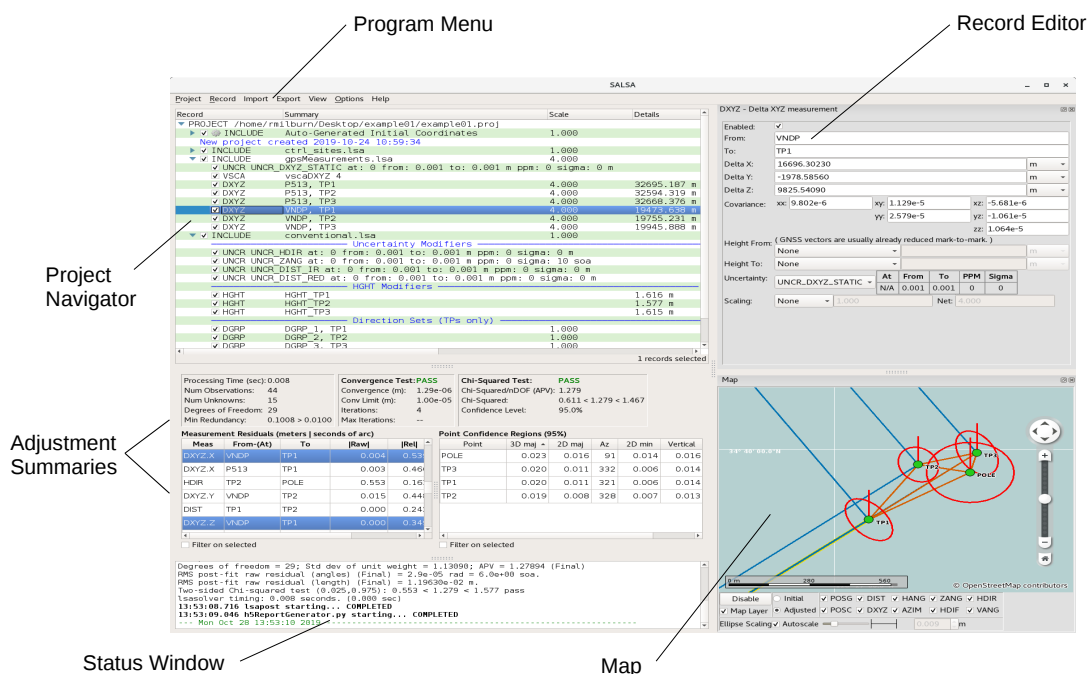 Program Menu
Record Editor
SALSA
Project Record Import Export View Options Help
Record Summary Scale Details
PROJECT /home/rmilburn/Desktop/example01/example01.proj
INCLUDE Auto-Generated Initial Coordinates 1.000
New project created 2019-10-24 10:59:34
INCLUDE ctrl_sites.lsa 1.000
INCLUDE gpsMeasurements.lsa 4.000
UNCR UNCR_DXYZ_STATIC at: 0 from: 0.001 to: 0.001 m ppm: 0 sigma: 0 m
VSCA vscaDXYZ 4
DXYZ P513, TP1 4.000 32695.187 m
DXYZ P513, TP2 4.000 32594.319 m
DXYZ P513, TP3 4.000 32668.376 m
DXYZ VNDP, TP1 4.000 19473.638 m
DXYZ VNDP, TP2 4.000 19755.231 m
DXYZ VNDP, TP3 4.000 19945.888 m
INCLUDE conventional.lsa 1.000
Uncertainty Modifiers
UNCR UNCR_HDIR at: 0 from: 0.001 to: 0.001 m ppm: 0 sigma: 0 m
UNCR UNCR_ZANG at: 0 from: 0.001 to: 0.001 m ppm: 0 sigma: 10 soa
UNCR UNCR_DIST_IR at: 0 from: 0.001 to: 0.001 m ppm: 0 sigma: 0 m
UNCR UNCR_DIST_RED at: 0 from: 0.001 to: 0.001 m ppm: 0 sigma: 0 m
HGHT Modifiers
HGHT HGHT_TP1 1.616 m
HGHT HGHT_TP2 1.577 m
HGHT HGHT_TP3 1.615 m
Direction Sets (TPs only)
DGRP DGRP_1, TP1 1.000
DGRP DGRP_2, TP2 1.000
DGRP DGRP_3, TP3 1.000
1 records selected
DXYZ - Delta XYZ measurement
Enabled:
From: VNDP
To: TP1
Delta X: 16696.30230 m
Delta Y: -1978.58560 m
Delta Z: 9825.54090 m
Covariance: xx: 9.802e-6 xy: 1.129e-5 xz: -5.681e-6
yy: 2.579e-5 yz: -1.061e-5
zz: 1.064e-5
( GNSS vectors are usually already reduced mark-to-mark. )
Height From: None m
Height To: None m
Uncertainty: UNCR_DXYZ_STATIC At From To PPM Sigma
N/A 0.001 0.001 0 0
Scaling: None 1.000 Net: 4.000
Project
Navigator
Processing Time (sec): 0.008 Convergence Test: PASS Chi-Squared Test: PASS
Num Observations: 44 Convergence (m): 1.29e-06 Chi-Squared/nDOF (APV): 1.279
Num Unknowns: 15 Conv Limit (m): 1.00e-05 Chi-Squared: 0.611 < 1.279 < 1.467
Degrees of Freedom: 29 Iterations: 4 Confidence Level: 95.0%
Min Redundancy: 0.1008 > 0.0100 Max Iterations: --
Adjustment
Summaries
Measurement Residuals (meters | seconds of arc)
Meas From-(At) To |Raw| |Rel|
DXYZ.X VNDP TP1 0.004
DXYZ.X P513 TP1 0.003
HDIR TP2 POLE 0.553
DXYZ.Y VNDP TP2 0.015
DIST TP1 TP2 0.000
DXYZ.Z VNDP TP1 0.000
Filter on selected
Point Confidence Regions (95%)
Point 3D maj 2D maj Az 2D min Vertical
POLE 0.023 0.016 91 0.014 0.016
TP3 0.020 0.011 332 0.006 0.014
TP1 0.020 0.011 321 0.006 0.014
TP2 0.019 0.008 328 0.007 0.013
Filter on selected
Map
TP2
TP3
POLE
TP1
0 m 280 560
© OpenStreetMap contributors
Disable Initial POSG DIST HANG ZANG HDIR
Map Layer Adjusted POSC DXYZ AZIM HDIF VANG
Ellipse Scaling Autoscale 0.009 m
Degrees of freedom = 29; Std dev of unit weight = 1.13090; APV = 1.27894 (Final)
RMS post-fit raw residual (angles) (Final) = 2.9e-05 rad = 6.0e+00 soa.
RMS post-fit raw residual (length) (Final) = 1.19630e-02 m.
Two-sided Chi-squared test (0.025,0.975): 0.553 < 1.279 < 1.577 pass
lsasolver timing: 0.008 seconds. (0.000 sec)
13:53:08.716 lsapost starting... COMPLETED
13:53:09.046 h5ReportGenerator.py starting... COMPLETED
--- Mon Oct 28 13:53:10 2019
Status Window
Map